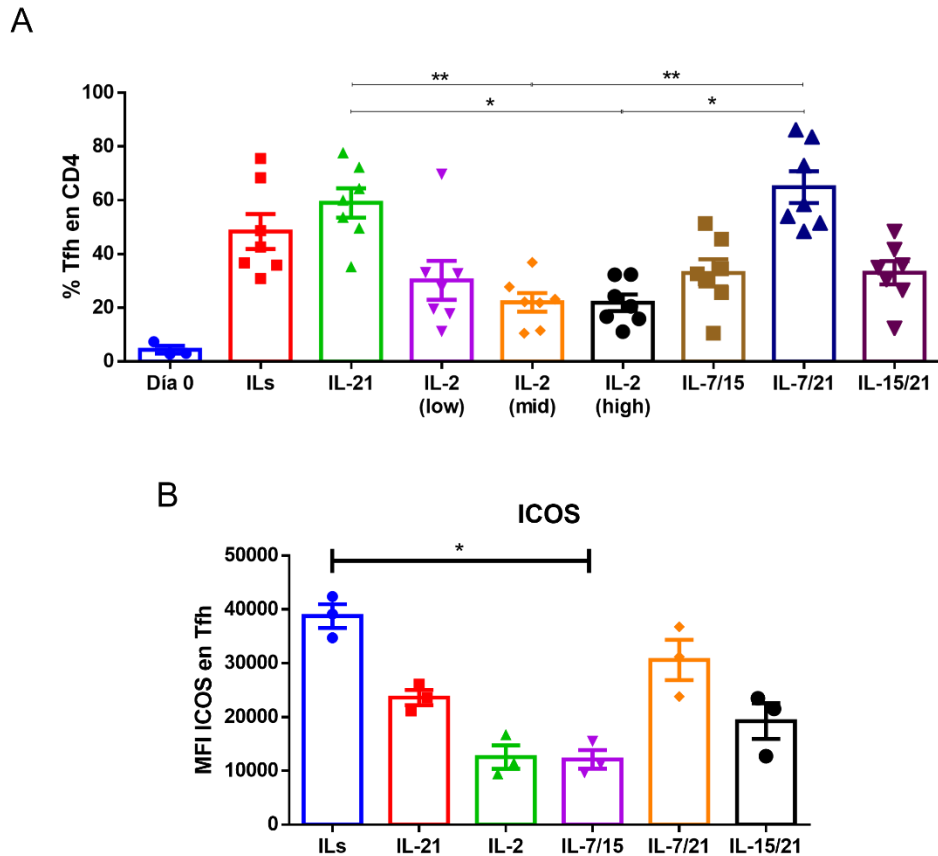 A
** **
* *
100
80
60
40
20
0
% Tfh en CD4
Día 0 ILs IL-21 IL-2 IL-2 IL-2 IL-7/15 IL-7/21 IL-15/21
(low) (mid) (high)
B
ICOS
*
50000
40000
30000
20000
10000
0
MFI ICOS en Tfh
ILs IL-21 IL-2 IL-7/15 IL-7/21 IL-15/21